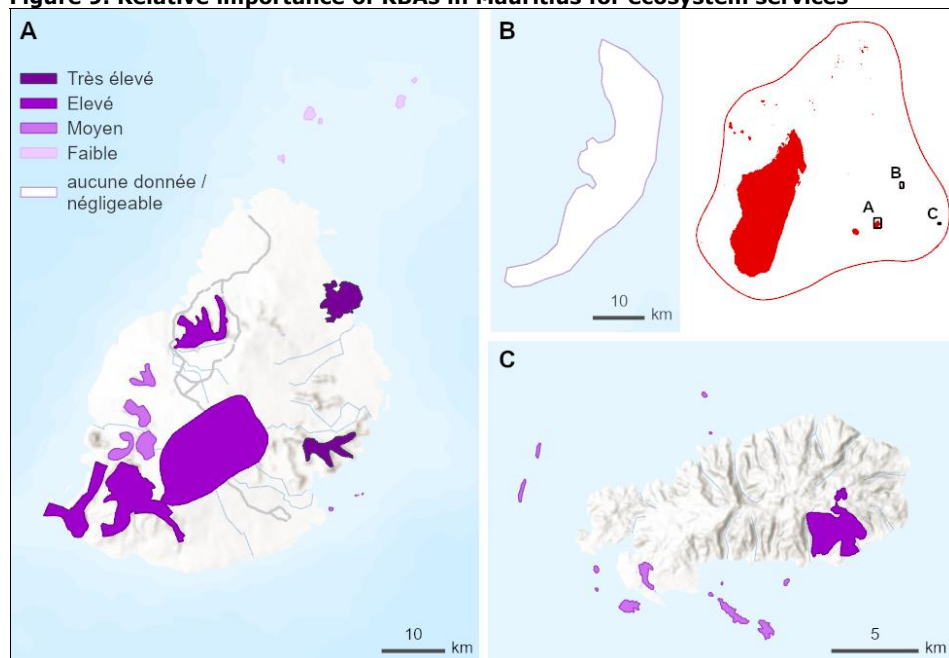 Figure 9. Relative importance of KBAs in Mauritius for ecosystem services
A
Très élevé
Elevé
Moyen
Faible
aucune donnée /
négligeable
10
km
B
10
km
B
A
C
C
5
km